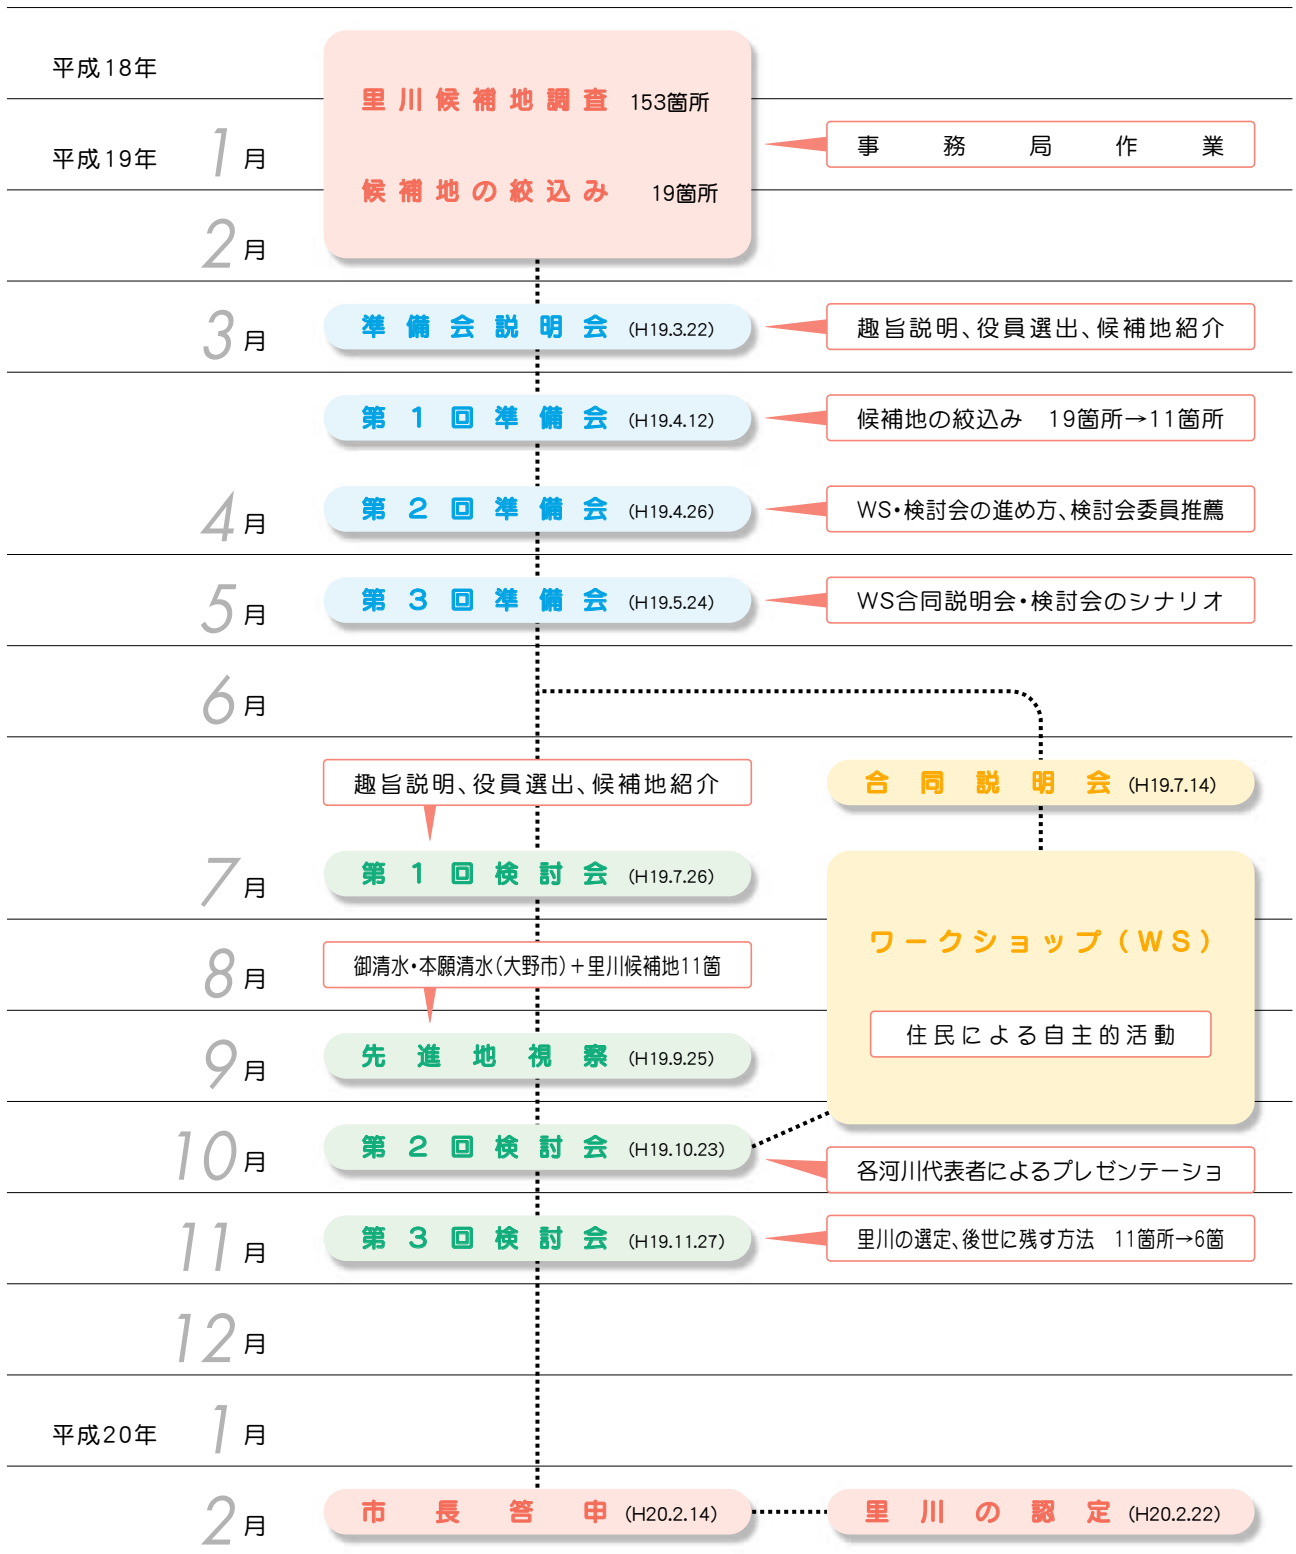 平成18年
里川候補地調査 153箇所
平成19年 1月
事務局作業
候補地の絞込み 19箇所
2月
3月
準備会説明会 (H19.3.22)
趣旨説明、役員選出、候補地紹介
第1回準備会 (H19.4.12)
候補地の絞込み 19箇所→11箇所
4月
第2回準備会 (H19.4.26)
WS・検討会の進め方、検討会委員推薦
5月
第3回準備会 (H19.5.24)
WS合同説明会・検討会のシナリオ
6月
趣旨説明、役員選出、候補地紹介
合同説明会 (H19.7.14)
7月
第1回検討会 (H19.7.26)
ワークショップ(WS)
8月
御清水・本願清水(大野市)+里川候補地11箇
住民による自主的活動
9月
先進地視察 (H19.9.25)
10月
第2回検討会 (H19.10.23)
各河川代表者によるプレゼンテーショ
11月
第3回検討会 (H19.11.27)
里川の選定、後世に残す方法 11箇所→6箇
12月
平成20年 1月
2月
市長答申 (H20.2.14)
里川の認定 (H20.2.22)